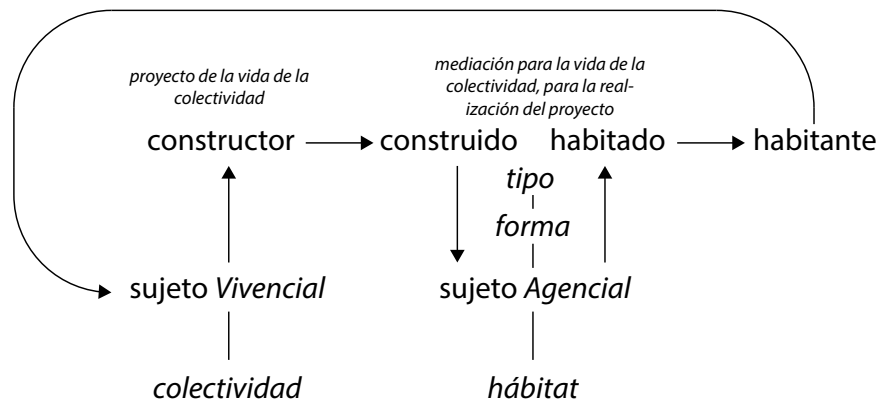 proyecto de la vida de la
colectividad
mediación para la vida de la
colectividad, para la real-
ización del proyecto
constructor
construido
habitado
habitante
tipo
forma
sujeto Vivencial
sujeto Agencial
colectividad
hábitat